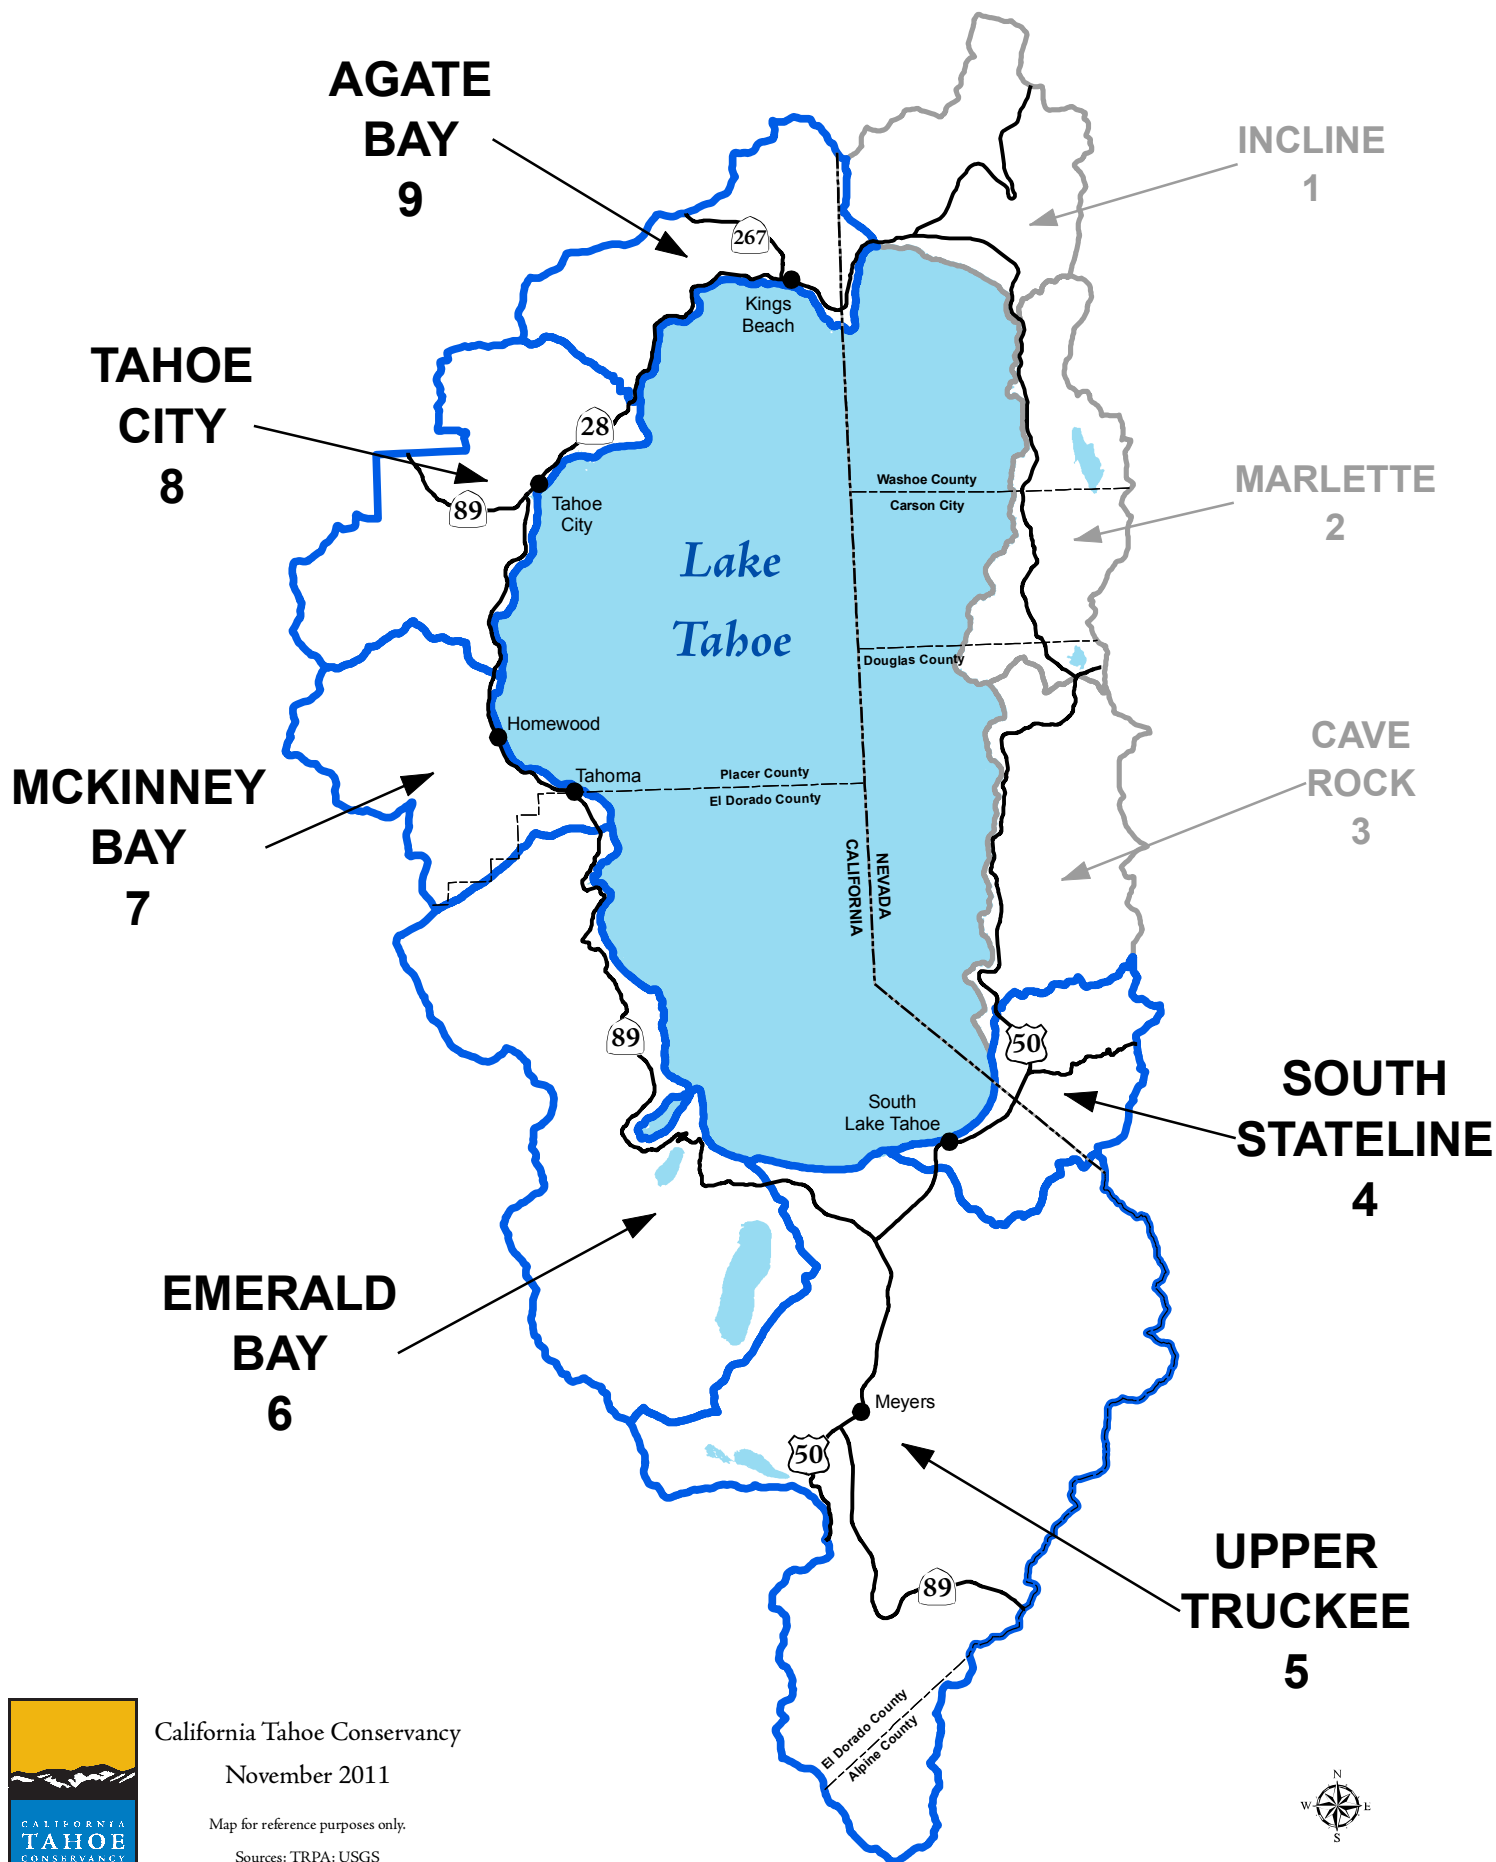 AGATE
BAY
9
INCLINE
1
267
Kings
Beach
TAHOE
CITY
8
28
89
Tahoe
City
Washoe County
Carson City
MARLETTE
2
Lake
Tahoe
Douglas County
Homewood
Tahoma
Placer County
El Dorado County
CAVE
ROCK
3
MCKINNEY
BAY
7
NEVADA
CALIFORNIA
89
50
South
Lake Tahoe
SOUTH
STATELINE
4
EMERALD
BAY
6
Meyers
50
89
UPPER
TRUCKEE
5
El Dorado County
Alpine County
California Tahoe Conservancy
November 2011
Map for reference purposes only.
Sources: TRPA; USGS
CALIFORNIA
TAHOE
CONSERVANCY
N
W E
S